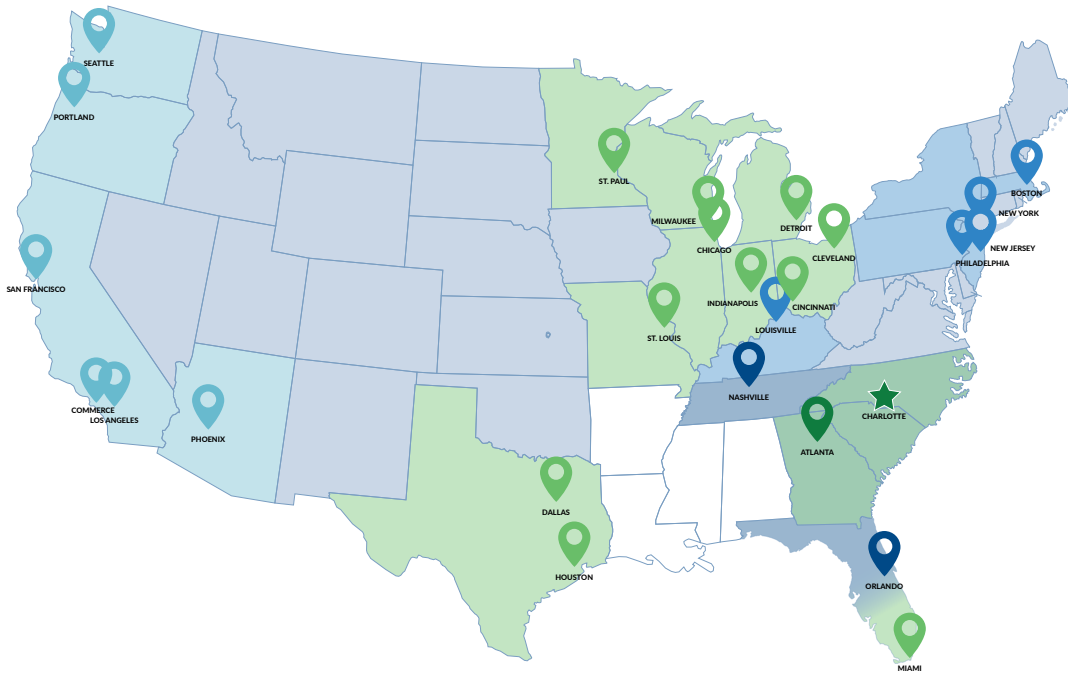 SEATTLE
PORTLAND
ST. PAUL
BOSTON
NEW YORK
MILWAUKEE
DETROIT
CHICAGO
NEW JERSEY
CLEVELAND
PHILADELPHIA
SAN FRANCISCO
INDIANAPOLIS
CINCINNATI
LOUISVILLE
ST. LOUIS
NASHVILLE
COMMERCE
CHARLOTTE
LOS ANGELES
PHOENIX
ATLANTA
DALLAS
HOUSTON
ORLANDO
MIAMI